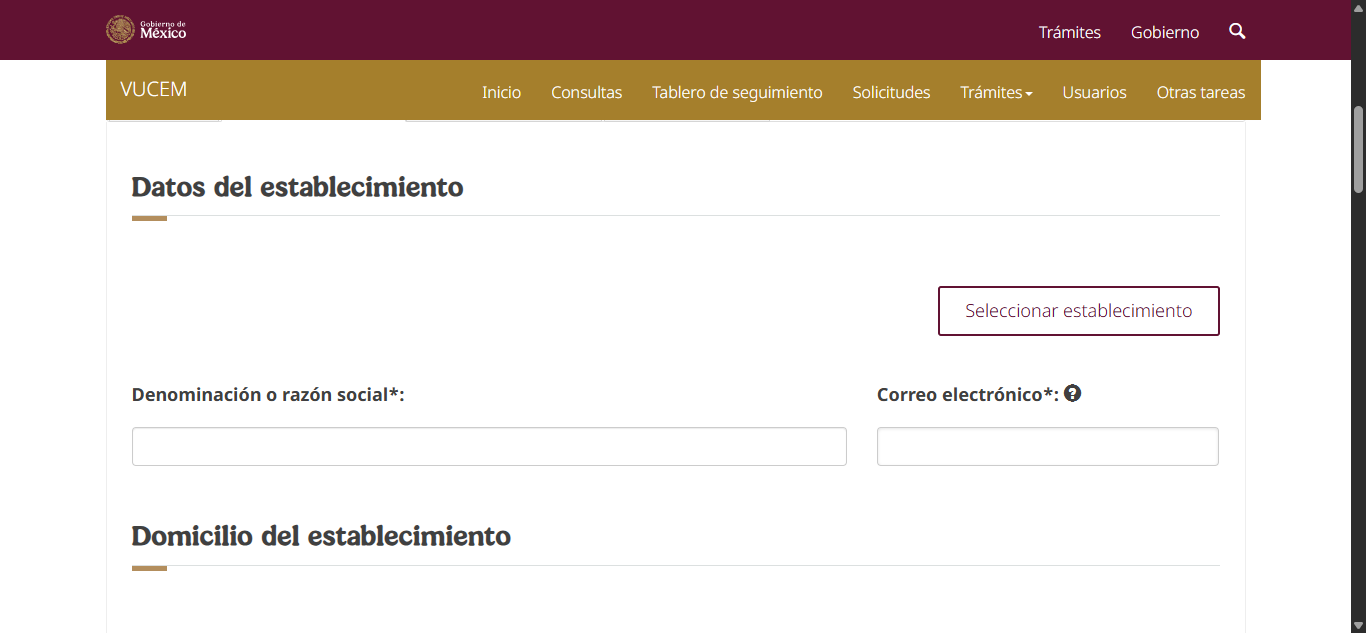 Gobierno de
México
Trámites
Gobierno
VUCEM
Inicio
Consultas
Tablero de seguimiento
Solicitudes
Trámites
Usuarios
Otras tareas
Datos del establecimiento
Seleccionar establecimiento
Denominación o razón social*:
Correo electrónico*: ?
Domicilio del establecimiento